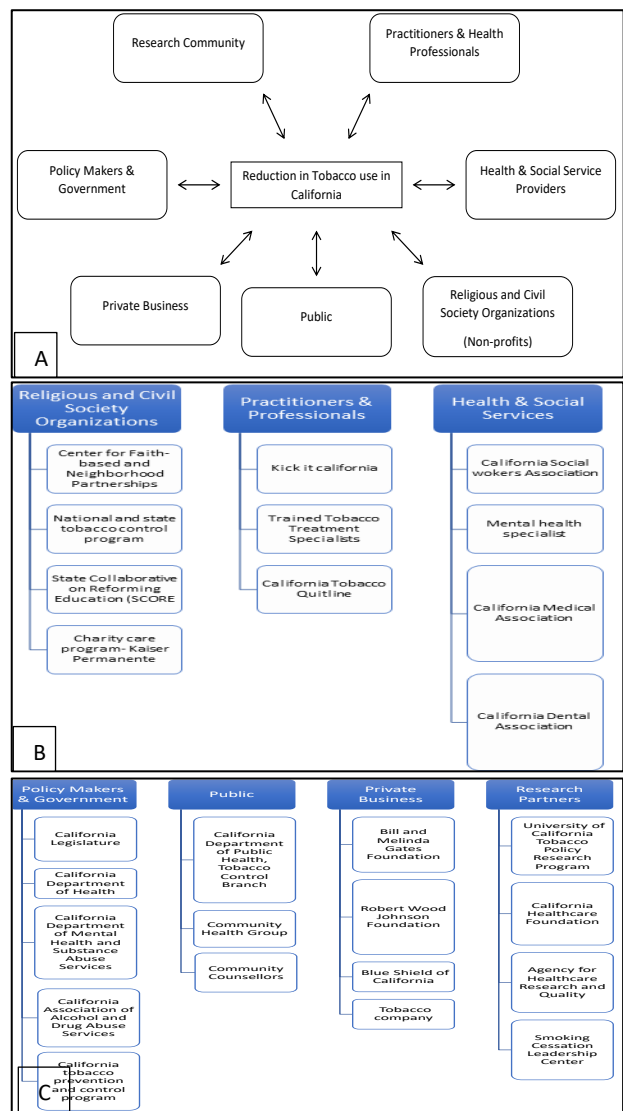 Research Community
Practitioners & Health
Professionals
Policy Makers &
Government
Reduction in Tobacco use in
California
Health & Social Service
Providers
Private Business
Public
Religious and Civil
Society Organizations
(Non-profits)
A
Religious and Civil
Society
Organizations
Center for Faith-
based and
Neighborhood
Partnerships
National and state
tobacco control
program
State Collaborative
on Reforming
Education (SCORE
Charity care
program- Kaiser
Permanente
Practitioners &
Professionals
Kick it california
Trained Tobacco
Treatment
Specialists
California Tobacco
Quitline
Health & Social
Services
California Social
wokers Association
Mental health
specialist
California Medical
Association
California Dental
Association
B
Policy Makers
& Government
California
Legislature
California
Department of
Health
California
Department of
Mental Health and
Substance
Abuse Services
California
Association of
Alcohol and
Drug Abuse
Services
California
tobacco
prevention
and control
program
Public
California
Department
of Public
Health,
Tobacco
Control
Branch
Community
Health Group
Community
Counsellors
Private
Business
Bill and
Melinda
Gates
Foundation
Robert Wood
Johnson
Foundation
Blue Shield of
California
Tobacco
company
Research
Partners
University of
California
Tobacco
Policy
Research
Program
California
Healthcare
Foundation
Agency for
Healthcare
Research and
Quality
Smoking
Cessation
Leadership
Center
C